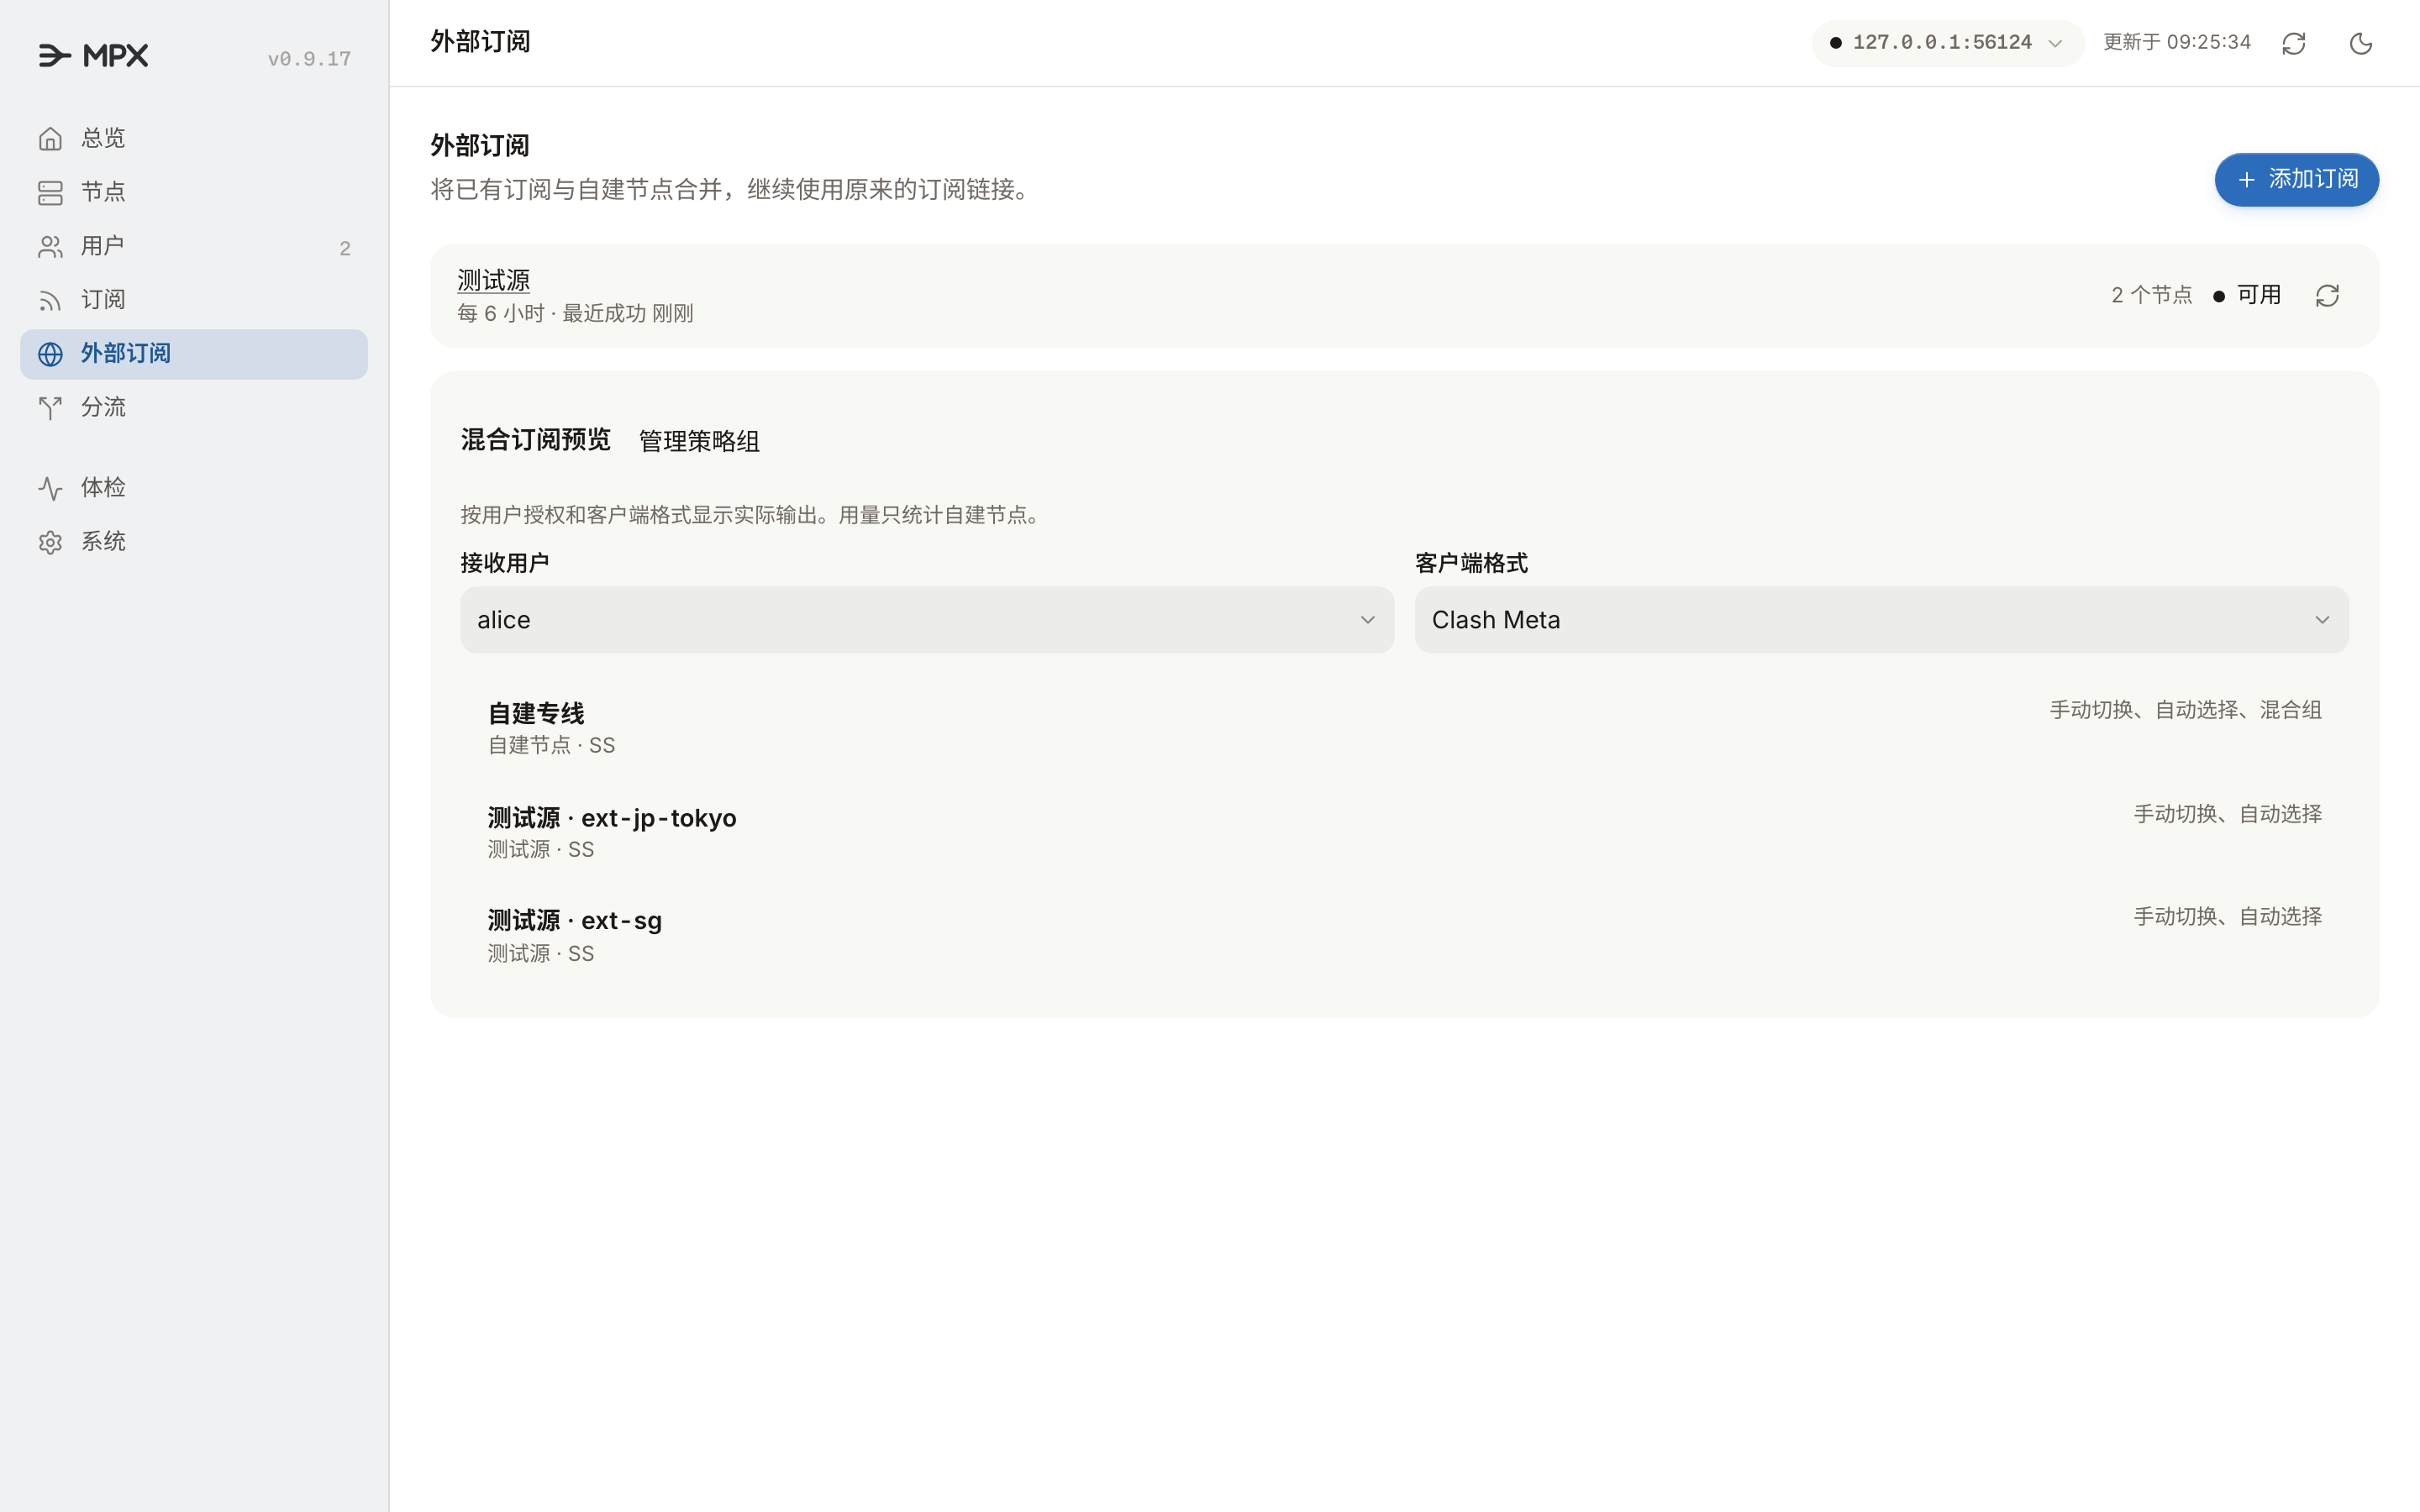 MPX
v0.9.17
总览
节点
用户
2
订阅
外部订阅
分流
体检
系统
外部订阅
127.0.0.1:56124
更新于 09:25:34
外部订阅
将已有订阅与自建节点合并，继续使用原来的订阅链接。
添加订阅
测试源
每 6 小时 · 最近成功 刚刚
2 个节点
可用
混合订阅预览 管理策略组
按用户授权和客户端格式显示实际输出。用量只统计自建节点。
接收用户
alice
客户端格式
Clash Meta
自建专线
自建节点 · SS
手动切换、自动选择、混合组
测试源 · ext-jp-tokyo
测试源 · SS
手动切换、自动选择
测试源 · ext-sg
测试源 · SS
手动切换、自动选择